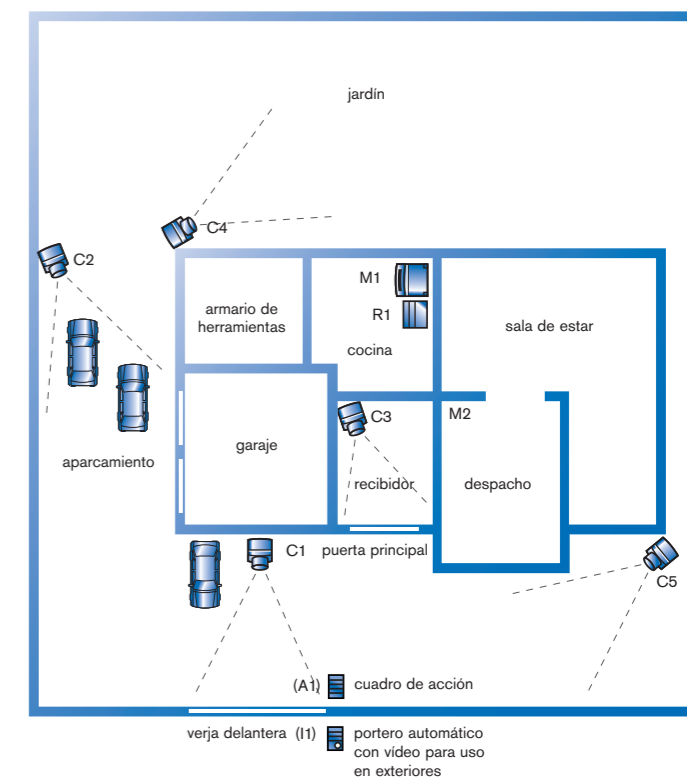 jardín
C4
C2
M1
R1
armario de
herramientas
cocina
sala de estar
C3
M2
garaje
aparcamiento
recibidor
despacho
C1
puerta principal
C5
(A1)
cuadro de acción
verja delantera
(I1)
portero automático
con vídeo para uso
en exteriores